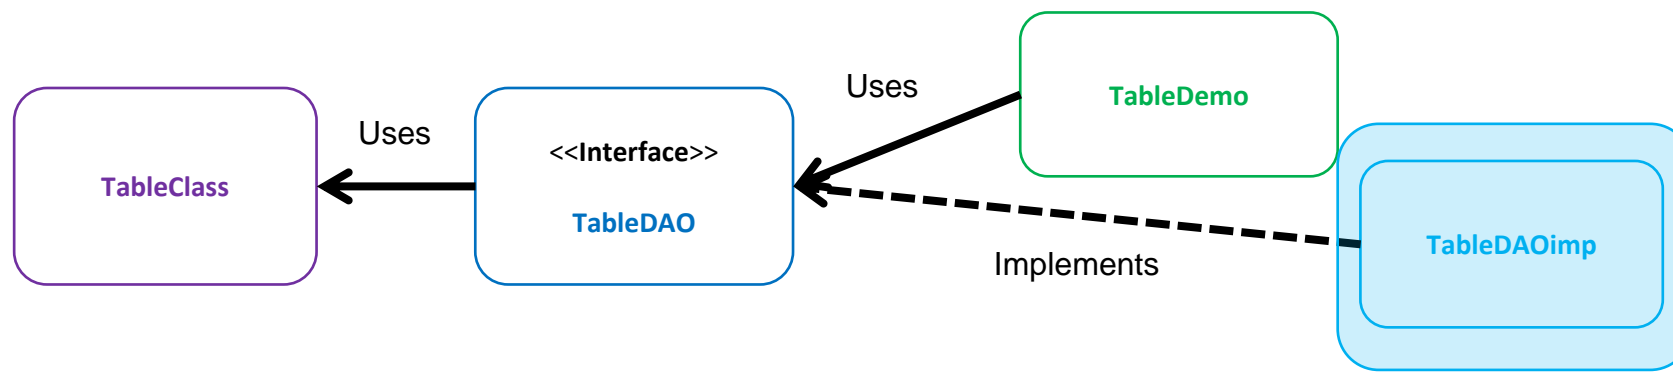 TableClass
Uses
<<Interface>>
TableDAO
Uses
TableDemo
Implements
TableDAOimp